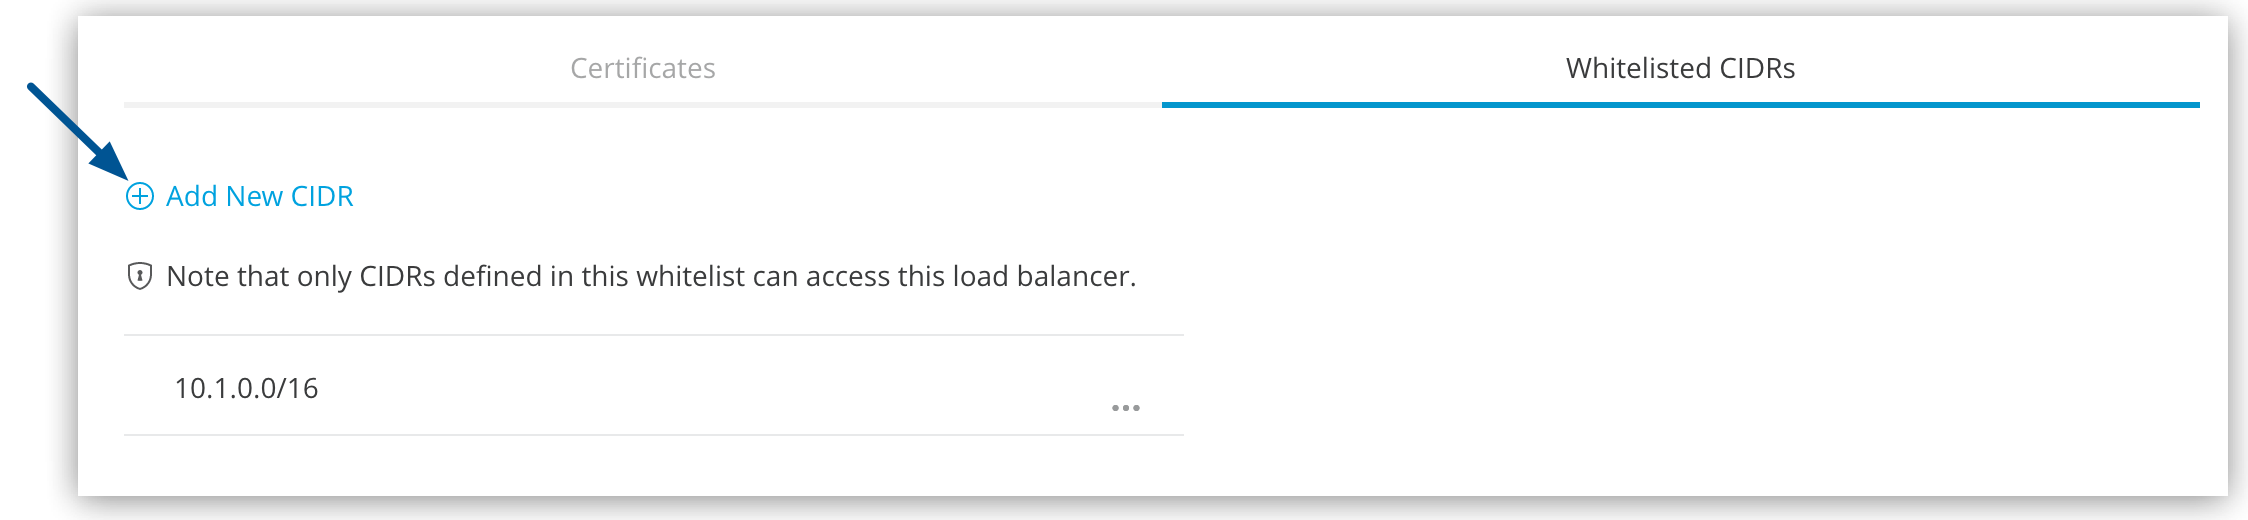 Certificates
Whitelisted CIDRs
Add New CIDR
Note that only CIDRs defined in this whitelist can access this load balancer.
10.1.0.0/16